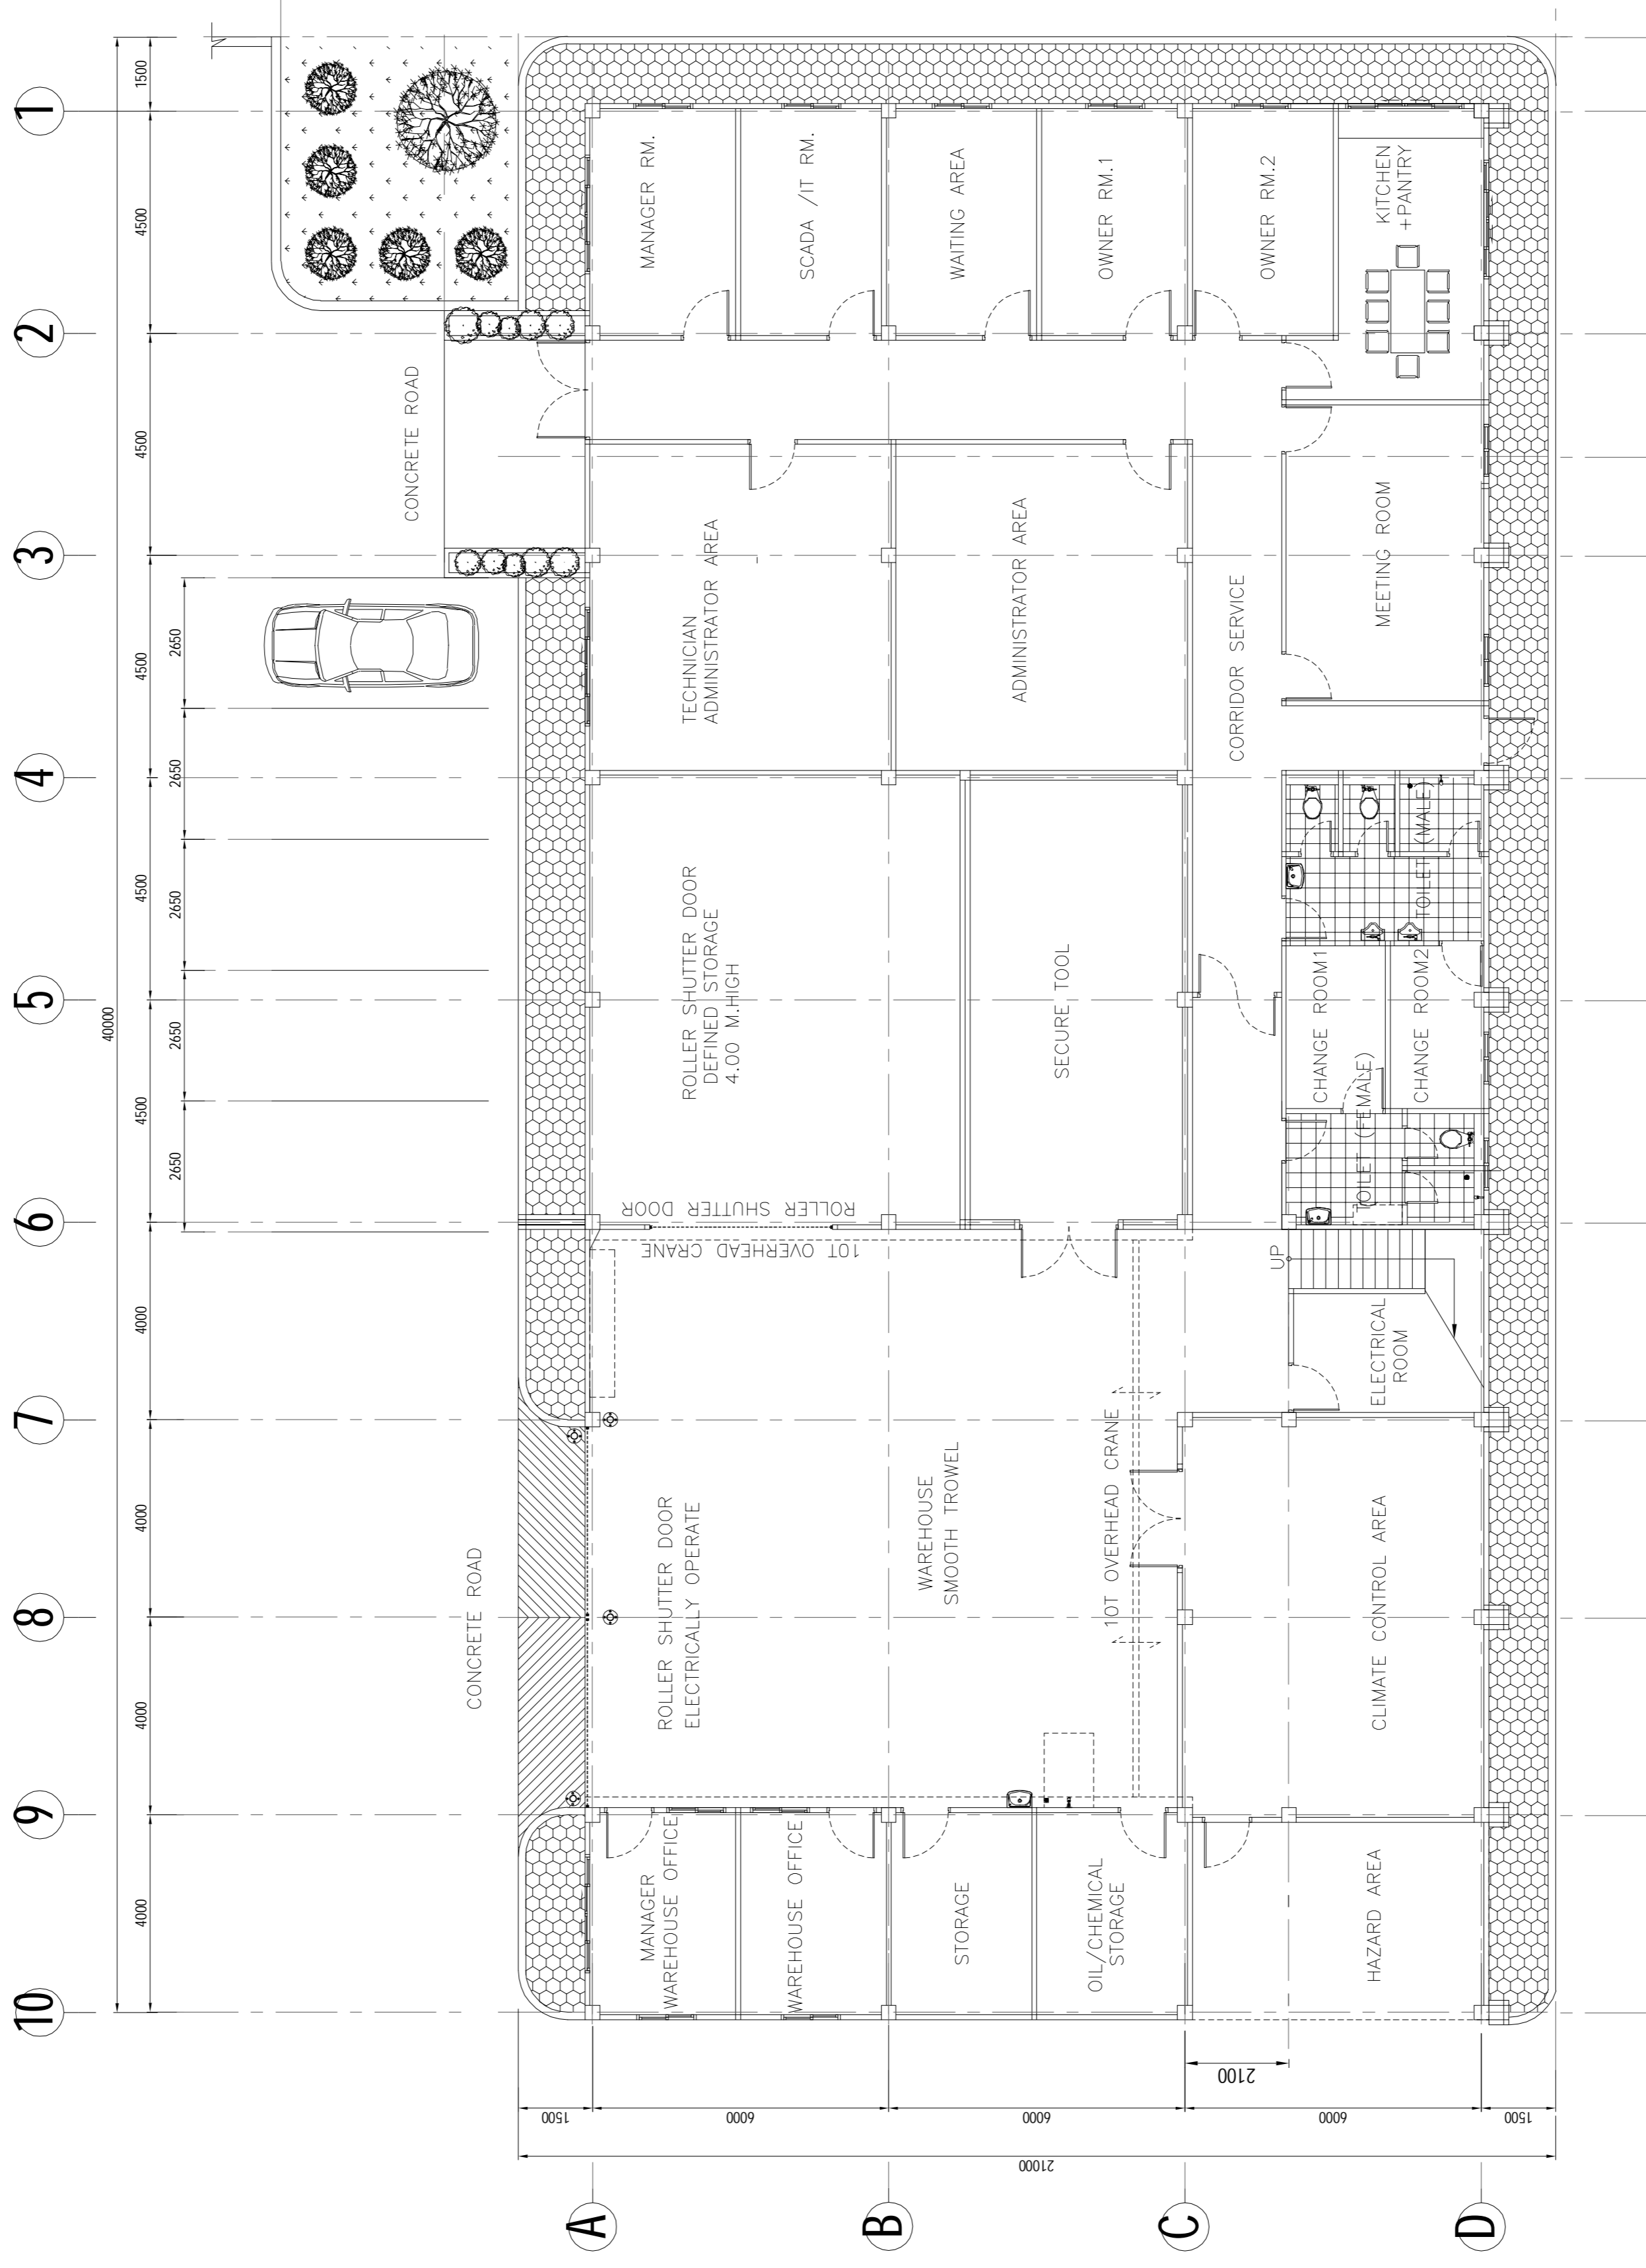 1
2
3
4
5
6
7
8
9
10
40000
1500
4500
4500
4500
4500
4500
4000
4000
4000
4000
2650
2650
2650
2650
2650
CONCRETE ROAD
CONCRETE ROAD
MANAGER RM.
SCADA /IT RM.
WAITING AREA
OWNER RM.1
OWNER RM.2
KITCHEN
+PANTRY
TECHNICIAN
ADMINISTRATOR AREA
ADMINISTRATOR AREA
CORRIDOR SERVICE
MEETING ROOM
ROLLER SHUTTER DOOR
DEFINED STORAGE
4.00 M.HIGH
SECURE TOOL
TOILET (MALE)
CHANGE ROOM1
CHANGE ROOM2
TOILET (FEMALE)
ROLLER SHUTTER DOOR
10T OVERHEAD CRANE
UP
ELECTRICAL
ROOM
ROLLER SHUTTER DOOR
ELECTRICALLY OPERATE
WAREHOUSE
SMOOTH TROWEL
10T OVERHEAD CRANE
CLIMATE CONTROL AREA
MANAGER
WAREHOUSE OFFICE
WAREHOUSE OFFICE
STORAGE
OIL/CHEMICAL
STORAGE
HAZARD AREA
2100
1500
6000
6000
6000
1500
21000
A
B
C
D